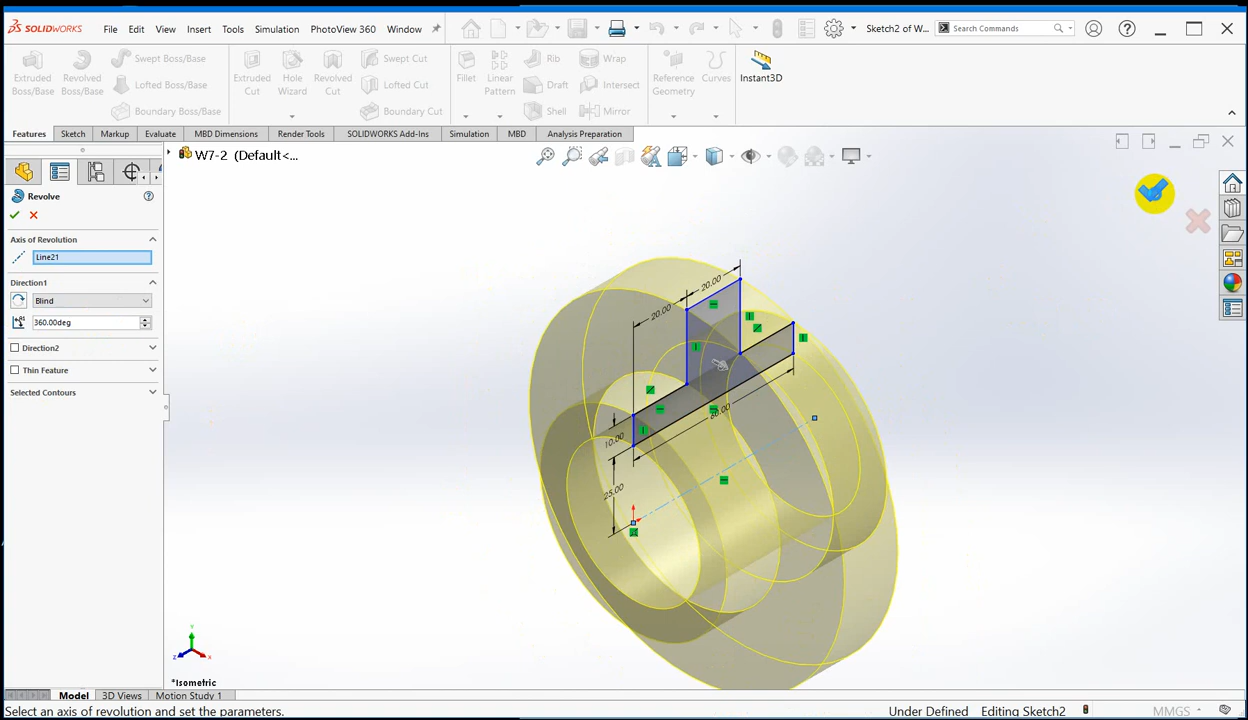 SOLIDWORKS File Edit View Insert Tools Simulation PhotoView 360 Window Sketch2 of W... Search Commands
Extruded Boss/Base Revolved Boss/Base Swept Boss/Base Lofted Boss/Base Boundary Boss/Base Extruded Cut Hole Wizard Revolved Cut Swept Cut Lofted Cut Boundary Cut Fillet Linear Pattern Rib Draft Shell Wrap Intersect Mirror Reference Geometry Curves Instant3D
Features Sketch Markup Evaluate MBD Dimensions Render Tools SOLIDWORKS Add-Ins Simulation MBD Analysis Preparation
W7-2 (Default<...
Revolve
Axis of Revolution
Line21
Direction1
Blind
360.00deg
Direction2
Thin Feature
Selected Contours
20.00
20.00
60.00
10.00
25.00
Y
Z X
*Isometric
Model 3D Views Motion Study 1
Select an axis of revolution and set the parameters. Under Defined Editing Sketch2 MMGS